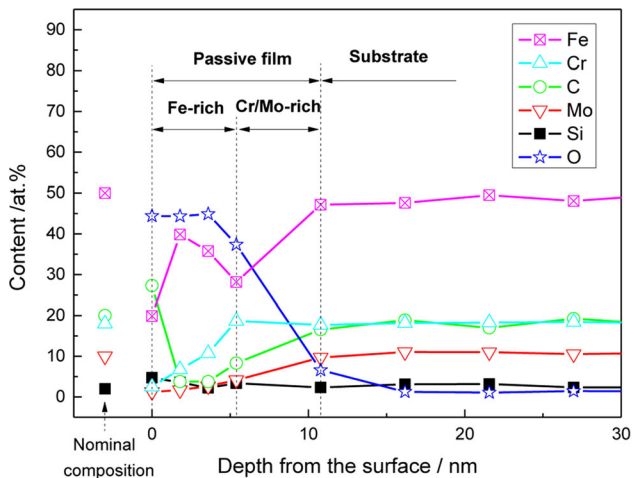 Passive film
Substrate
Fe-rich
Cr/Mo-rich
Fe
Cr
C
Mo
Si
O
Content /at.%
90
80
70
60
50
40
30
20
10
0
0
10
20
30
Nominal
composition
Depth from the surface / nm